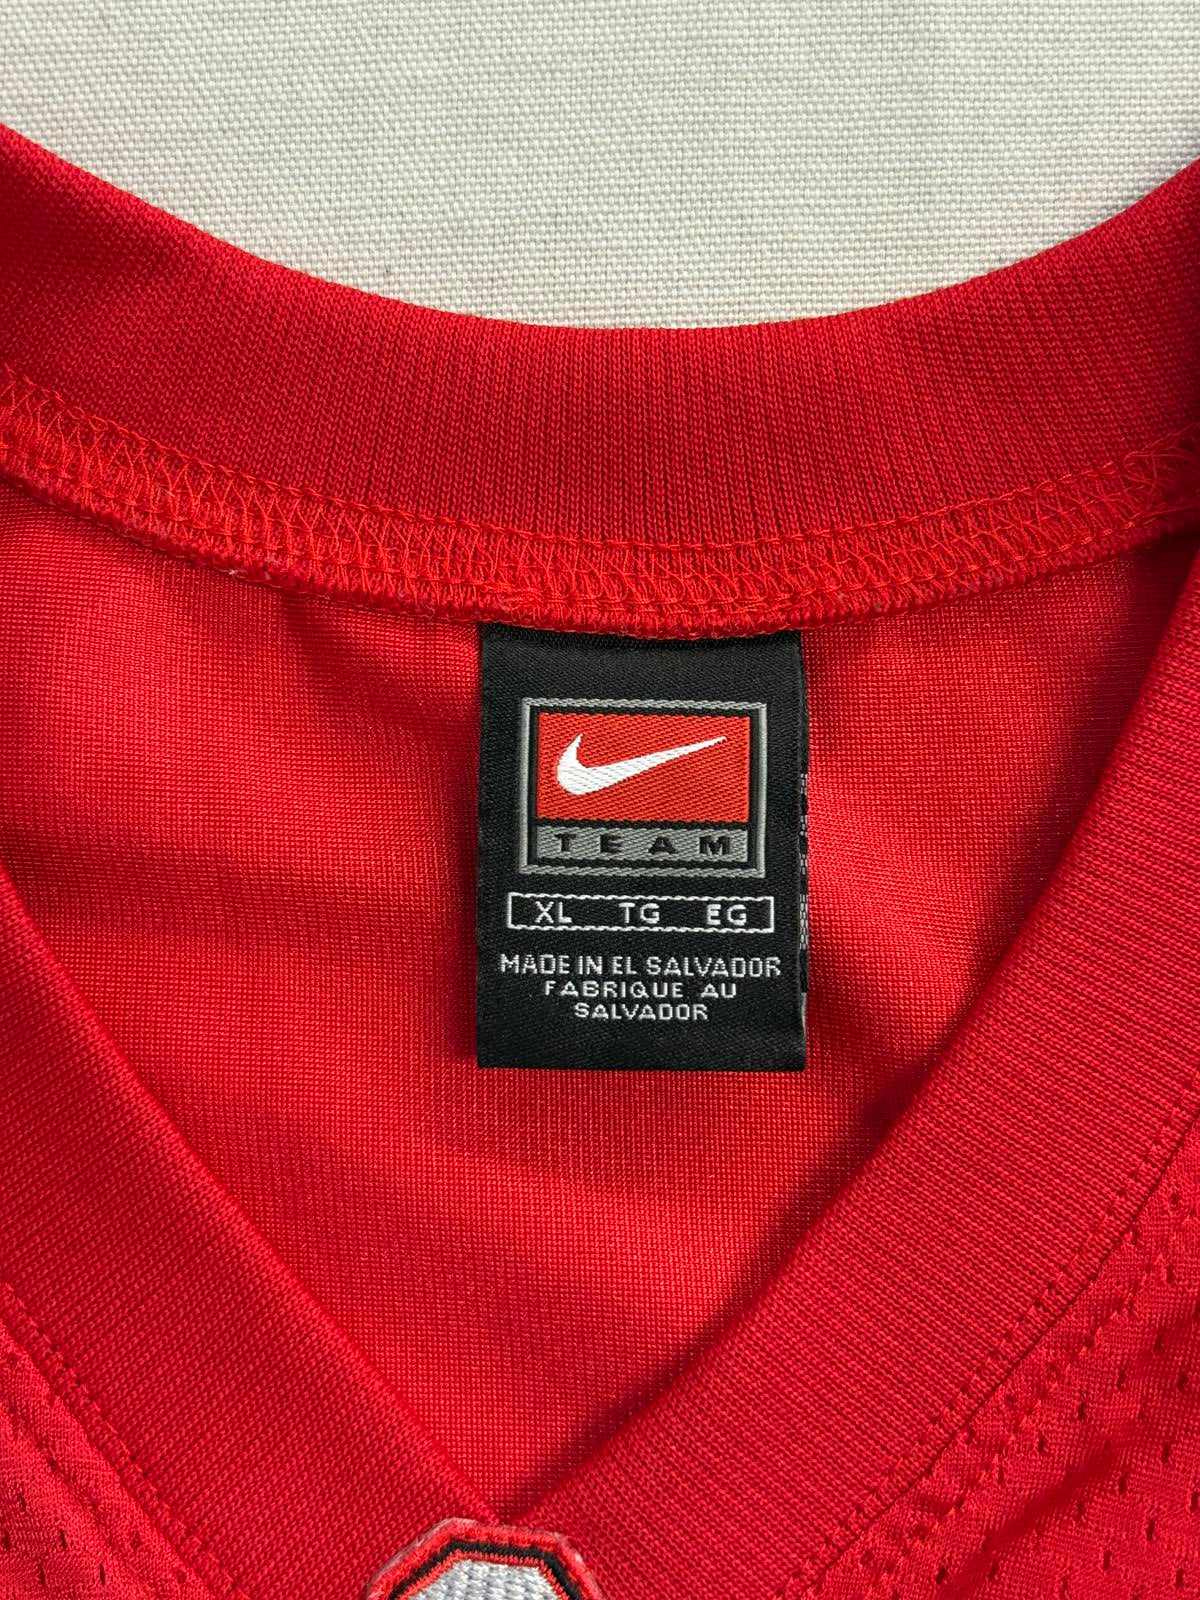 TEAM
XL TG EG
MADE IN EL SALVADOR
FABRIQUE AU
SALVADOR